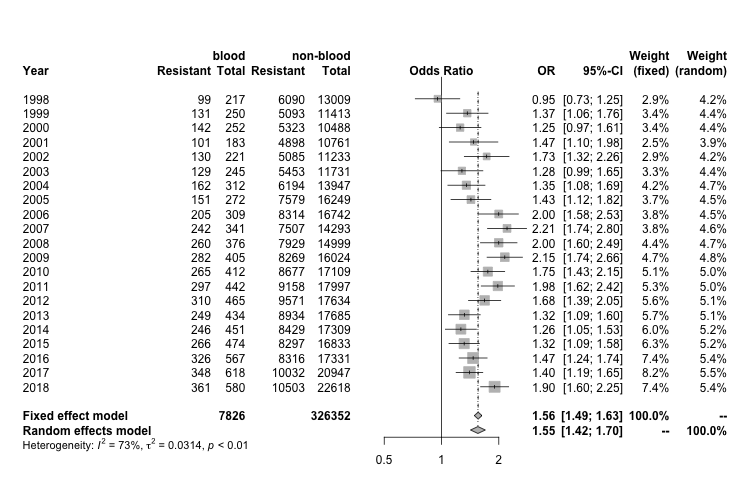 blood non-blood Weight Weight
Year Resistant Total Resistant Total Odds Ratio OR 95%-CI (fixed) (random)
1998 99 217 6090 13009 0.95 [0.73; 1.25] 2.9% 4.2%
1999 131 250 5093 11413 1.37 [1.06; 1.76] 3.4% 4.4%
2000 142 252 5323 10488 1.25 [0.97; 1.61] 3.4% 4.4%
2001 101 183 4898 10761 1.47 [1.10; 1.98] 2.5% 3.9%
2002 130 221 5085 11233 1.73 [1.32; 2.26] 2.9% 4.2%
2003 129 245 5453 11731 1.28 [0.99; 1.65] 3.3% 4.4%
2004 162 312 6194 13947 1.35 [1.08; 1.69] 4.2% 4.7%
2005 151 272 7579 16249 1.43 [1.12; 1.82] 3.7% 4.5%
2006 205 309 8314 16742 2.00 [1.58; 2.53] 3.8% 4.5%
2007 242 341 7507 14293 2.21 [1.74; 2.80] 3.8% 4.6%
2008 260 376 7929 14999 2.00 [1.60; 2.49] 4.4% 4.7%
2009 282 405 8269 16024 2.15 [1.74; 2.66] 4.7% 4.8%
2010 265 412 8677 17109 1.75 [1.43; 2.15] 5.1% 5.0%
2011 297 442 9158 17997 1.98 [1.62; 2.42] 5.1% 5.0%
2012 310 465 9571 17634 1.68 [1.39; 2.05] 5.6% 5.1%
2013 249 434 8934 17685 1.32 [1.09; 1.60] 5.7% 5.1%
2014 246 451 8429 17309 1.26 [1.05; 1.53] 6.0% 5.2%
2015 266 474 8297 16833 1.32 [1.09; 1.58] 6.1% 5.2%
2016 326 567 8316 17331 1.47 [1.24; 1.74] 7.4% 5.4%
2017 348 618 10032 20947 1.40 [1.19; 1.65] 8.2% 5.5%
2018 361 580 10503 22618 1.90 [1.60; 2.25] 7.4% 5.4%
Fixed effect model 7826 326352 1.56 [1.49; 1.63] 100.0% --
Random effects model 1.55 [1.42; 1.70] -- 100.0%
Heterogeneity: I² = 73%, τ² = 0.0314, p < 0.01
0.5 1 2